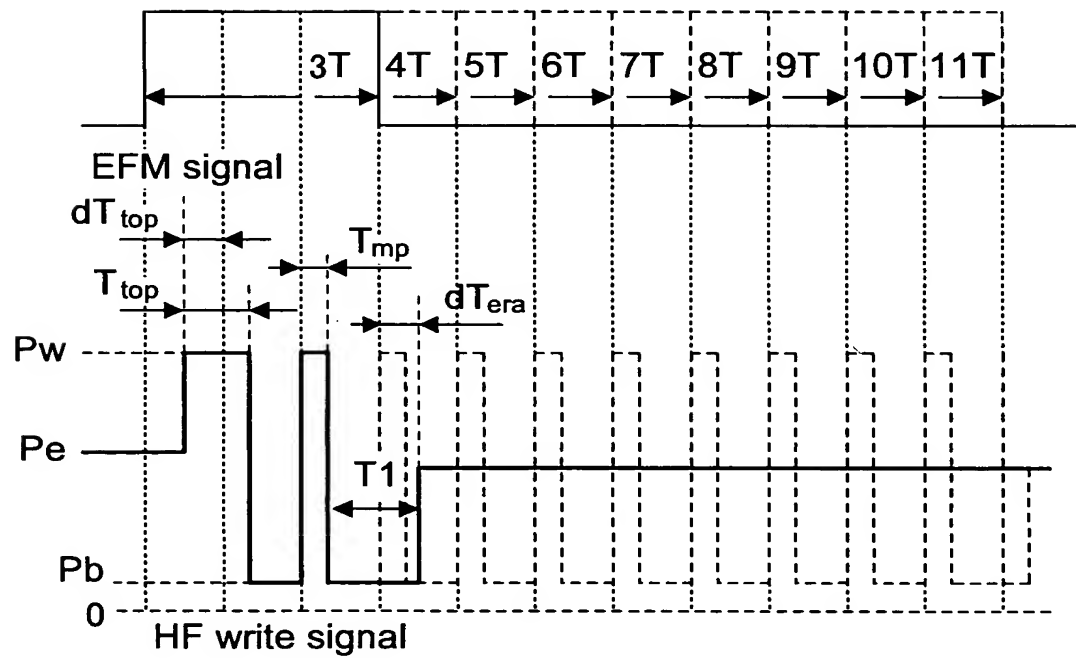 3T 4T 5T 6T 7T 8T 9T 10T 11T
EFM signal
dTtop
Tmp
Ttop
dTera
Pw
Pe
T1
Pb
0
HF write signal